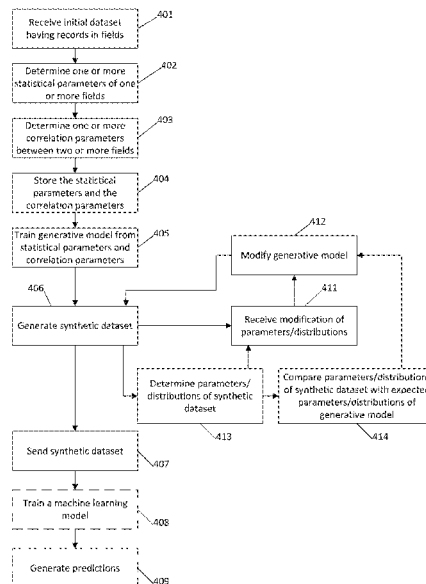 Receive initial dataset
having records in fields
401
Determine one or more
statistical parameters of one
or more fields
402
Determine one or more
correlation parameters
between two or more fields
403
Store the statistical
parameters and the
correlation parameters
404
Train generative model from
statistical parameters and
correlation parameters
405
412
Modify generative model
406
411
Generate synthetic dataset
Receive modification of
parameters/distributions
Determine parameters/
distributions of synthetic
dataset
413
Compare parameters/distributions
of synthetic dataset with expected
parameters/distributions of
generative model
414
Send synthetic dataset
407
Train a machine learning
model
408
Generate predictions
409